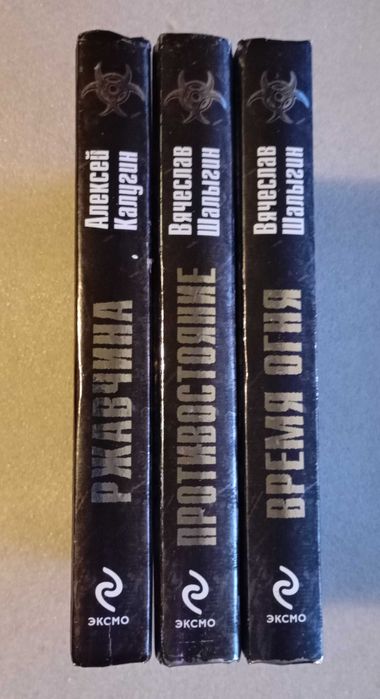 Алексей
Калугин
РЖАВЧИНА
ЭКСМО
Вячеслав
Шалыгин
ПРОТИВОСТОЯНИЕ
ЭКСМО
Вячеслав
Шалыгин
ВРЕМЯ ОГНЯ
ЭКСМО